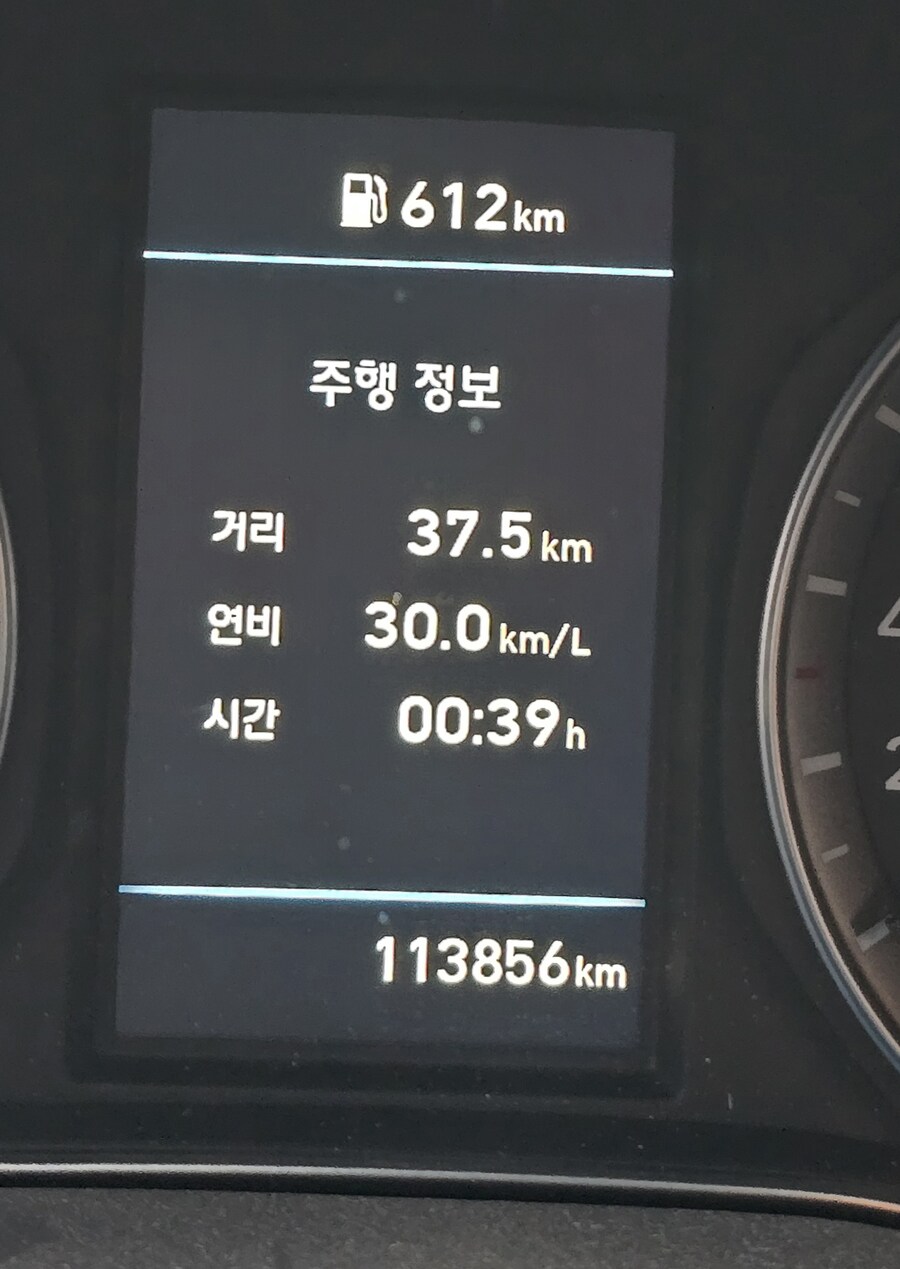 612km
주행 정보
거리 37.5km
연비 30.0km/L
시간 00:39h
113856km